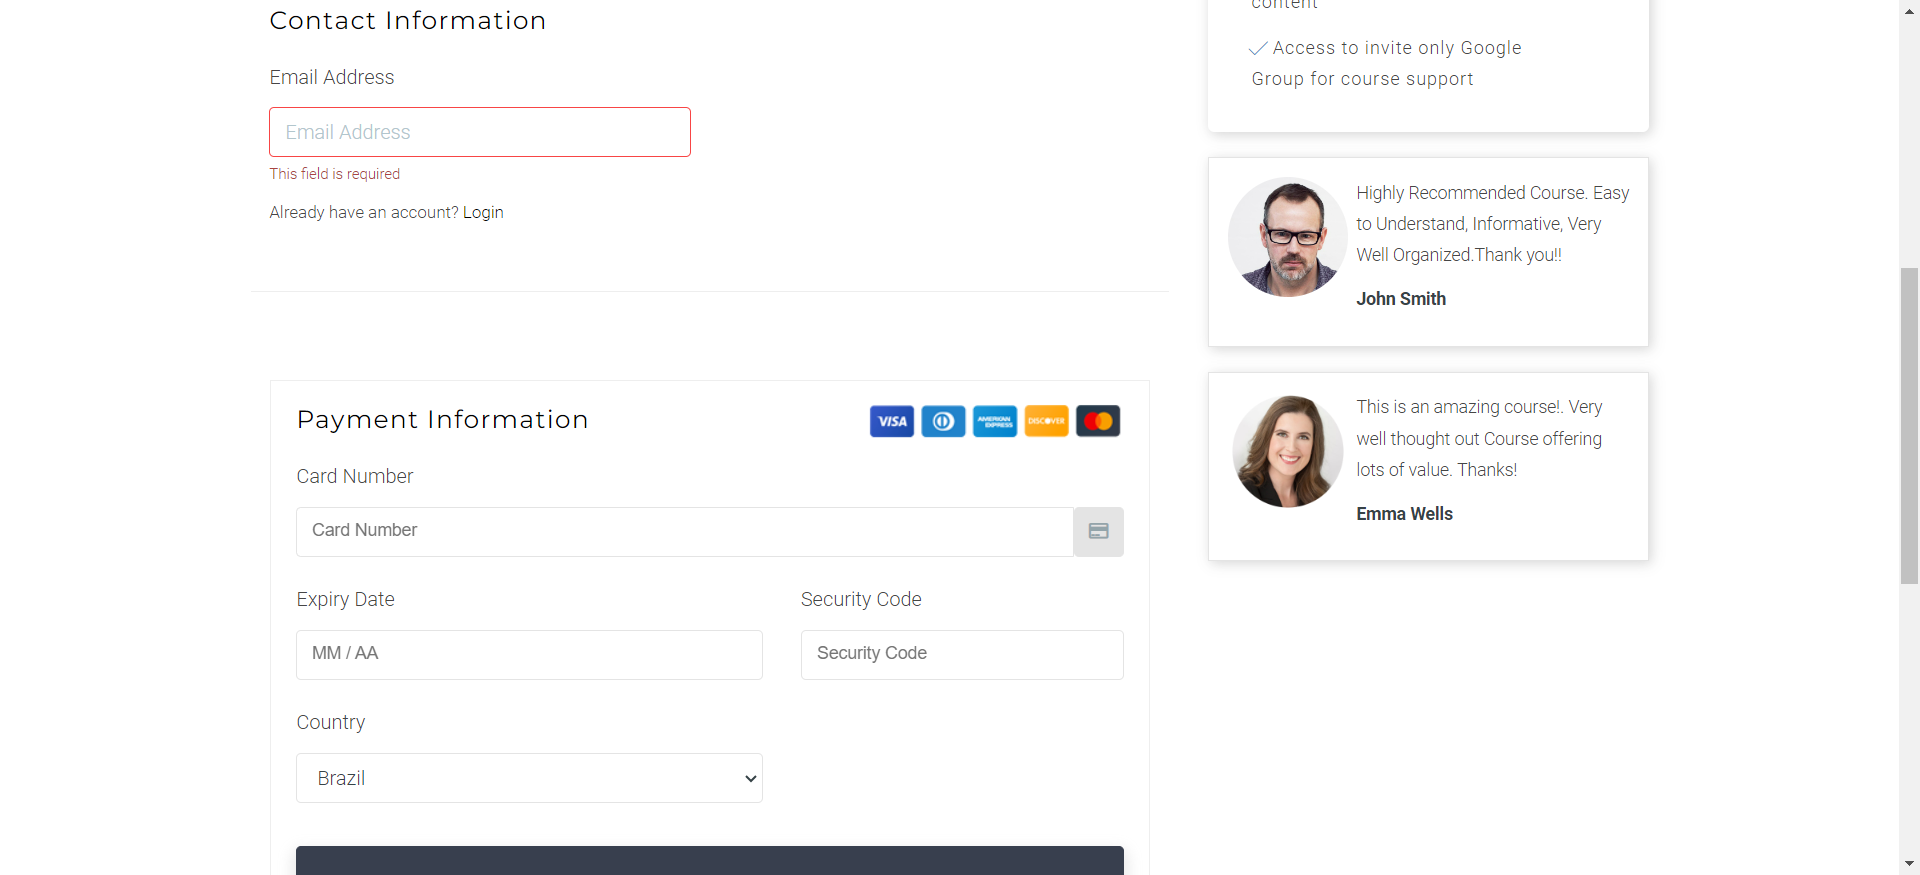 Contact Information
Email Address
Email Address
This field is required
Already have an account? Login
Payment Information
VISA
AMERICAN
EXPRESS
DISCOVER
Card Number
Card Number
Expiry Date
Security Code
MM / AA
Security Code
Country
Brazil
content
Access to invite only Google
Group for course support
Highly Recommended Course. Easy
to Understand, Informative, Very
Well Organized.Thank you!!
John Smith
This is an amazing course!. Very
well thought out Course offering
lots of value. Thanks!
Emma Wells